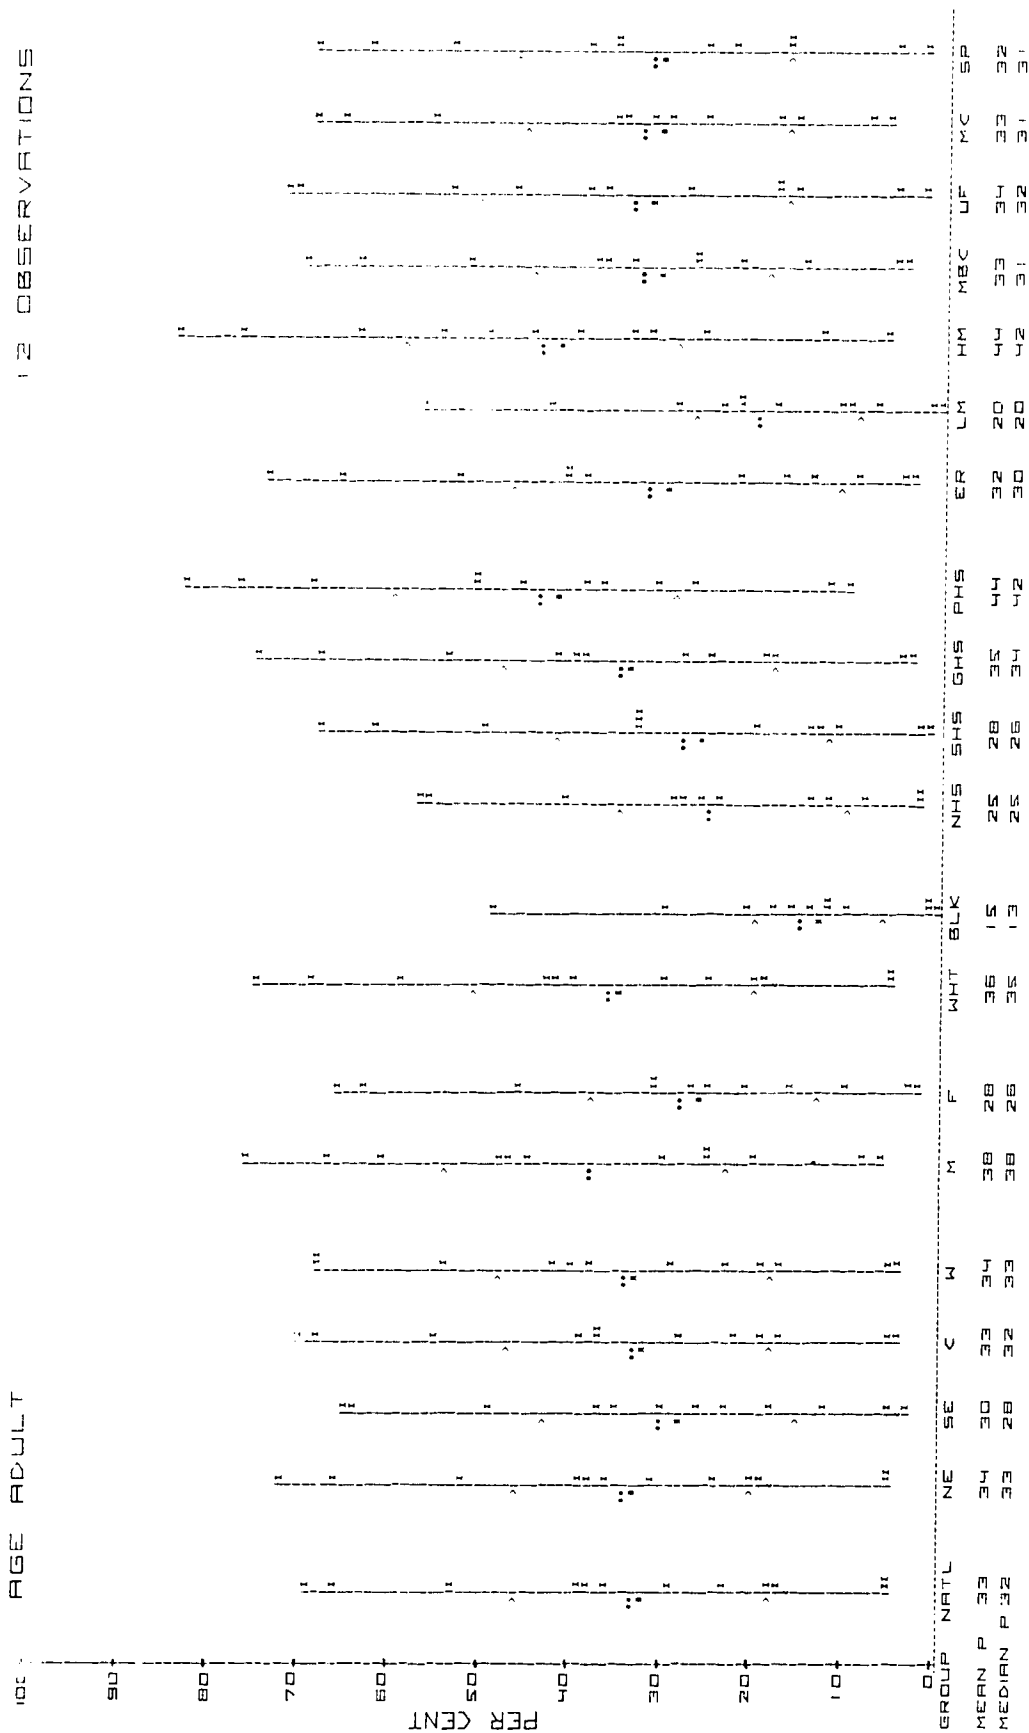 AGE ADULT 12 OBSERVATIONS
100
90
80
70
60
50
40
30
20
10
0
PER CENT
GROUP NATL NE SE C W M F WHT BLK NHS SHS GHS PHS ER LM HM MBC UF MC SP
MEAN P 33 34 30 33 34 38 28 36 15 25 28 35 44 32 20 44 33 34 33 32
MEDIAN P 32 33 28 32 33 38 26 35 13 25 26 34 42 30 20 42 31 32 31 31